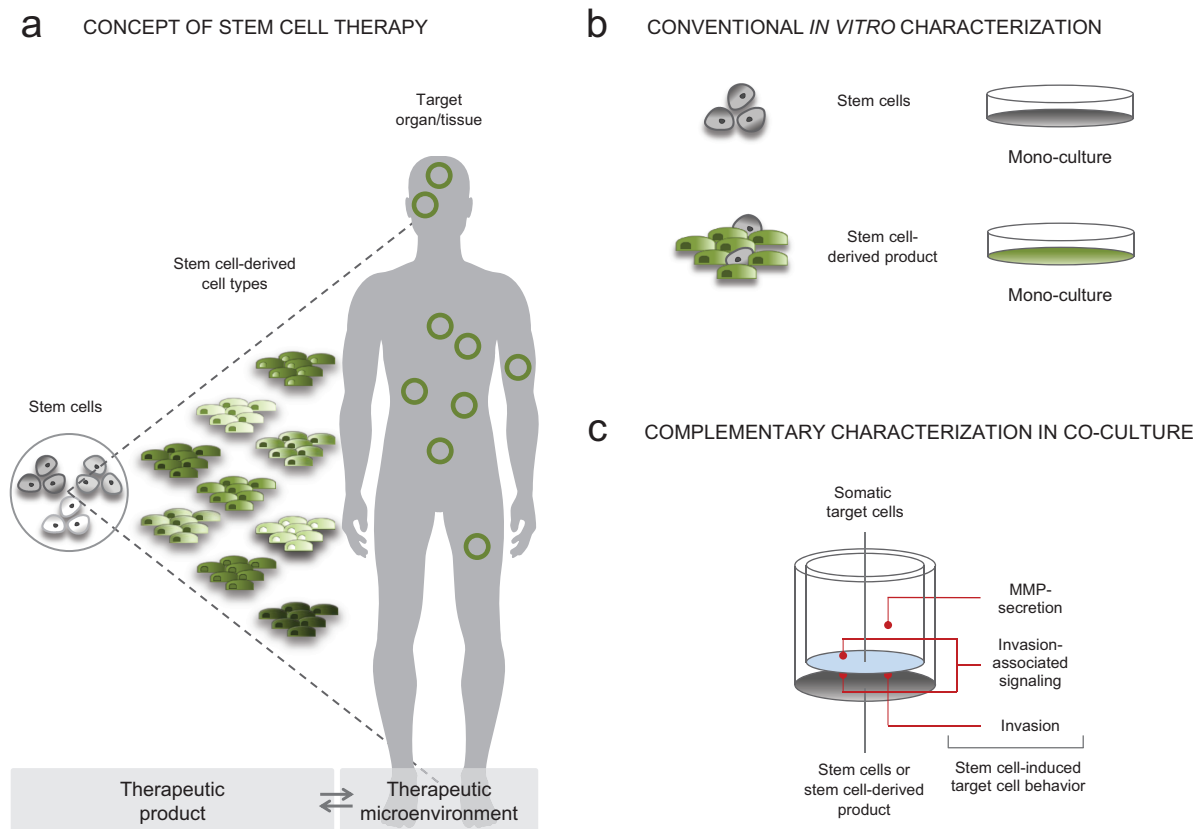 a
CONCEPT OF STEM CELL THERAPY
Target
organ/tissue
Stem cell-derived
cell types
Stem cells
Therapeutic
product
Therapeutic
microenvironment
b
CONVENTIONAL IN VITRO CHARACTERIZATION
Stem cells
Mono-culture
Stem cell-
derived product
Mono-culture
c
COMPLEMENTARY CHARACTERIZATION IN CO-CULTURE
Somatic
target cells
MMP-
secretion
Invasion-
associated
signaling
Invasion
Stem cells or
stem cell-derived
product
Stem cell-induced
target cell behavior